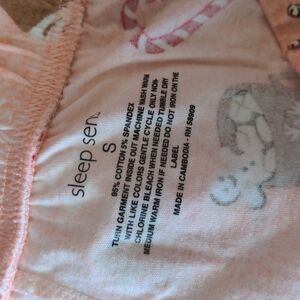 sleep sen
S
95% COTTON 5% SPANDEX
TURN GARMENT INSIDE OUT MACHINE WASH WARM
WITH LIKE COLORS GENTLE CYCLE ONLY NON-
CHLORINE BLEACH WHEN NEEDED TUMBLE DRY
MEDIUM WARM IRON IF NEEDED DO NOT IRON ON THE
LABEL
MADE IN CAMBODIA - RN 58909